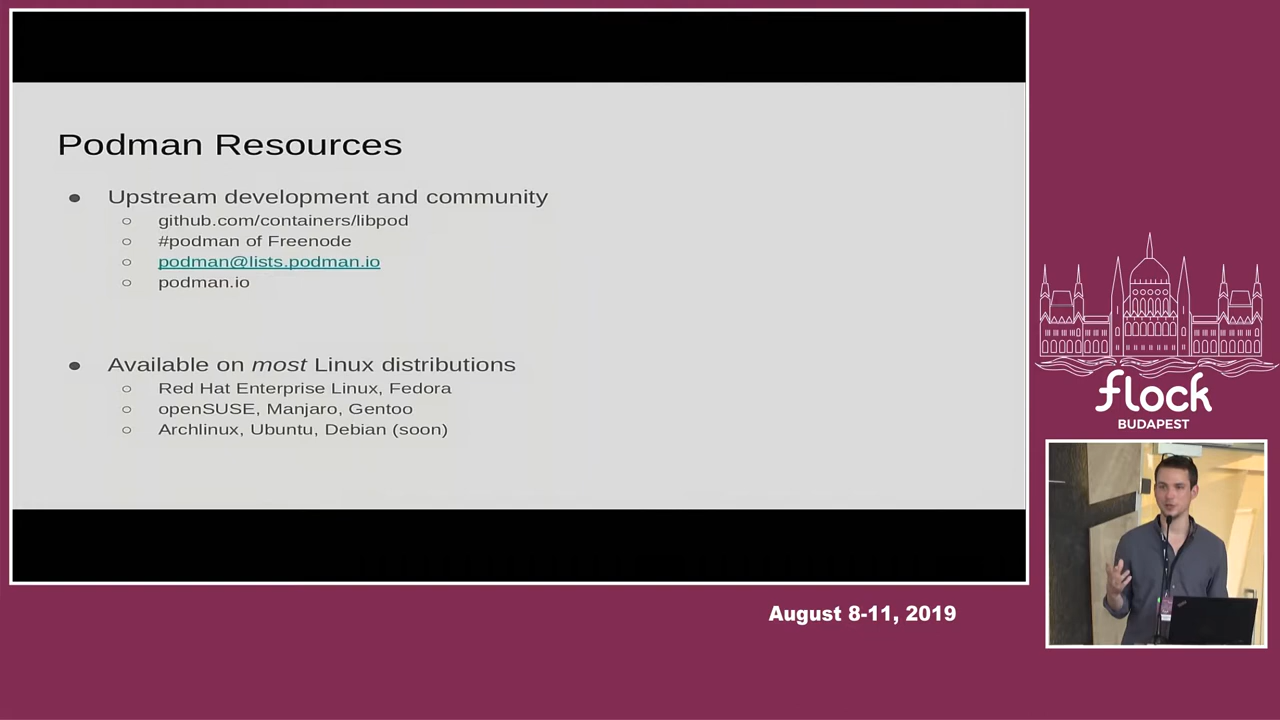 Podman Resources
● Upstream development and community
○ github.com/containers/libpod
○ #podman of Freenode
○ podman@lists.podman.io
○ podman.io
● Available on most Linux distributions
○ Red Hat Enterprise Linux, Fedora
○ openSUSE, Manjaro, Gentoo
○ Archlinux, Ubuntu, Debian (soon)
flock
BUDAPEST
August 8-11, 2019